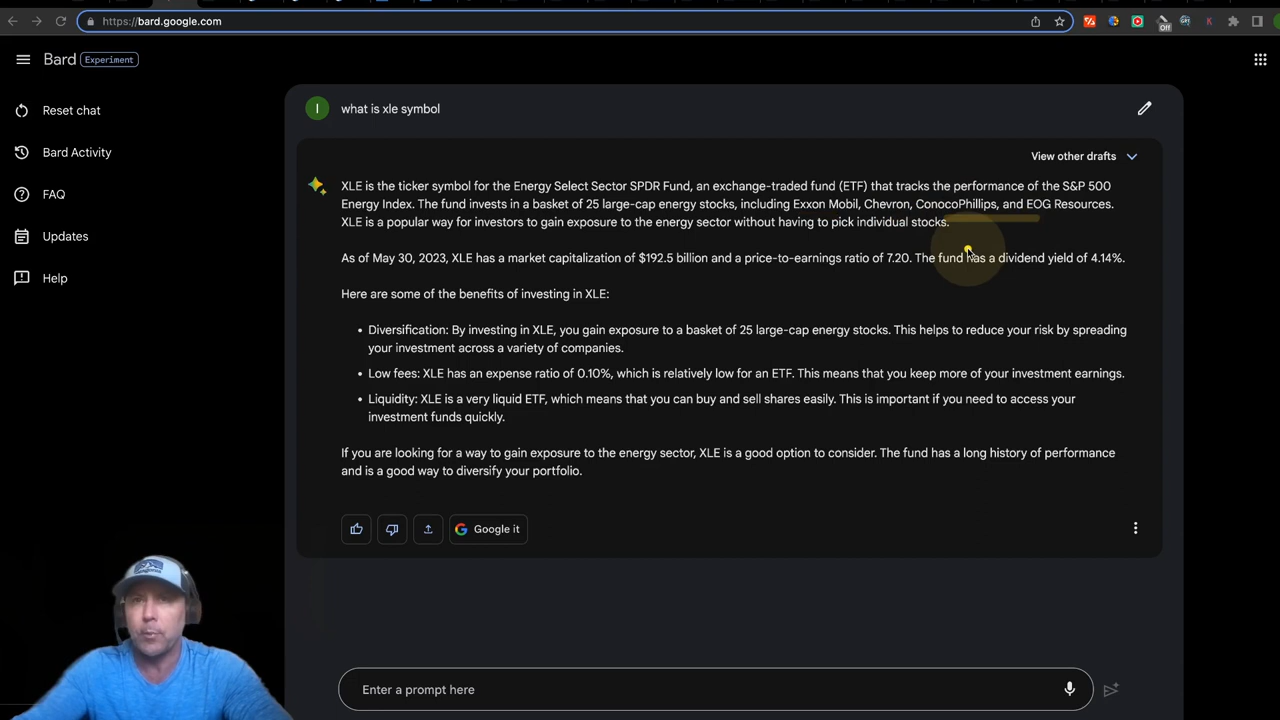 https://bard.google.com
Off
Bard Experiment
Reset chat
Bard Activity
FAQ
Updates
Help
I what is xle symbol
View other drafts
XLE is the ticker symbol for the Energy Select Sector SPDR Fund, an exchange-traded fund (ETF) that tracks the performance of the S&P 500
Energy Index. The fund invests in a basket of 25 large-cap energy stocks, including Exxon Mobil, Chevron, ConocoPhillips, and EOG Resources.
XLE is a popular way for investors to gain exposure to the energy sector without having to pick individual stocks.
As of May 30, 2023, XLE has a market capitalization of $192.5 billion and a price-to-earnings ratio of 7.20. The fund has a dividend yield of 4.14%.
Here are some of the benefits of investing in XLE:
• Diversification: By investing in XLE, you gain exposure to a basket of 25 large-cap energy stocks. This helps to reduce your risk by spreading
your investment across a variety of companies.
• Low fees: XLE has an expense ratio of 0.10%, which is relatively low for an ETF. This means that you keep more of your investment earnings.
• Liquidity: XLE is a very liquid ETF, which means that you can buy and sell shares easily. This is important if you need to access your
investment funds quickly.
If you are looking for a way to gain exposure to the energy sector, XLE is a good option to consider. The fund has a long history of performance
and is a good way to diversify your portfolio.
Google it
Enter a prompt here